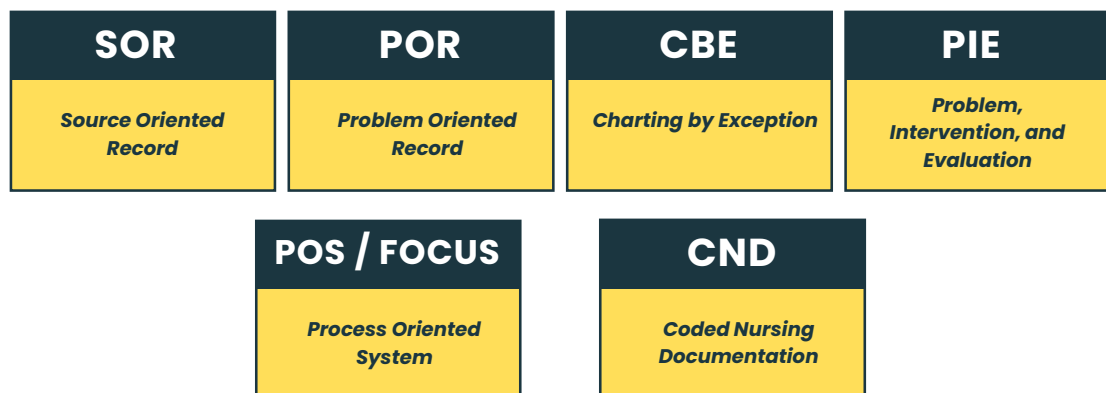 SOR
Source Oriented
Record
POR
Problem Oriented
Record
CBE
Charting by Exception
PIE
Problem,
Intervention, and
Evaluation
POS / FOCUS
Process Oriented
System
CND
Coded Nursing
Documentation